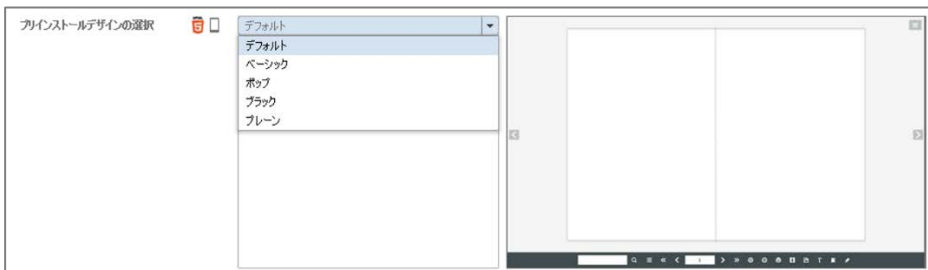 プリインストールデザインの選択
デフォルト
デフォルト
ベーシック
ポップ
ブラック
プレーン